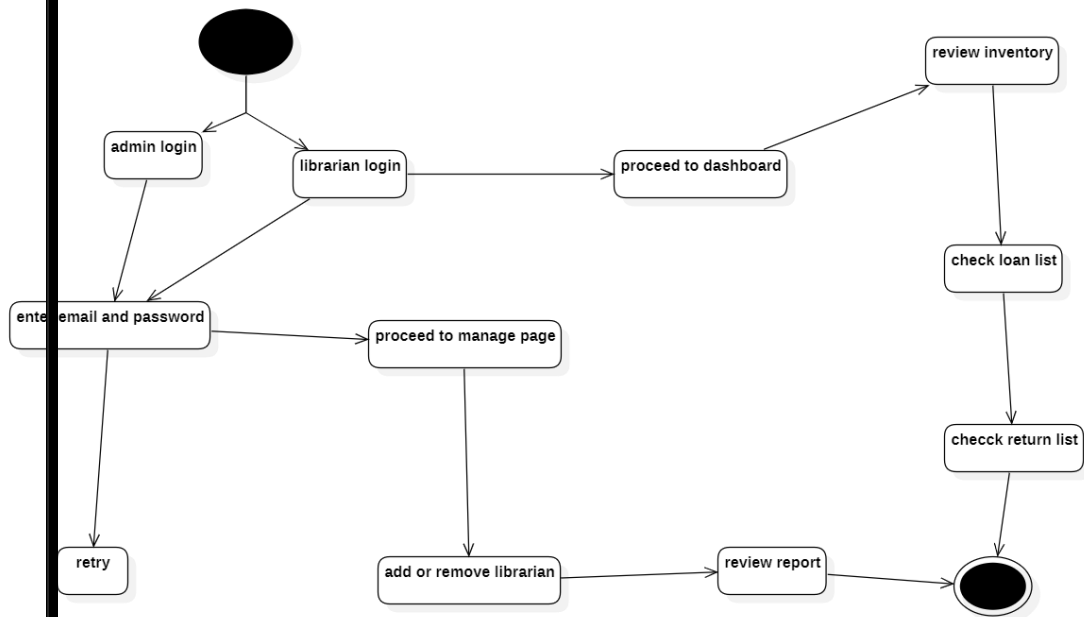 review inventory
admin login
librarian login
proceed to dashboard
check loan list
enter email and password
proceed to manage page
checck return list
retry
add or remove librarian
review report